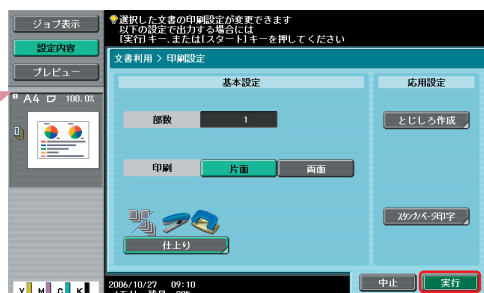 ジョブ表示
設定内容
プレビュー
A4 100.0%
選択した文書の印刷設定が変更できます
以下の設定で出力する場合には
[実行]キー、または[スタート]キーを押してください
文書利用 > 印刷設定
基本設定
応用設定
部数 1
とじしろ作成
印刷 片面 両面
スタンプ/ページ印字
仕上り
中止 実行
2006/10/27 09:10
Y M C K